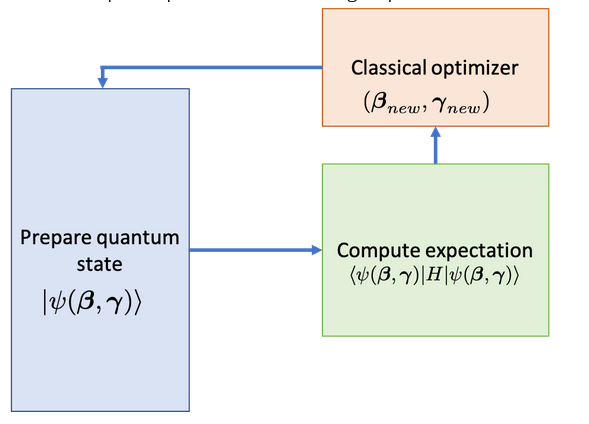 Classical optimizer
(β_new, γ_new)
Prepare quantum
state
|ψ(β, γ)⟩
Compute expectation
⟨ψ(β, γ)|H|ψ(β, γ)⟩